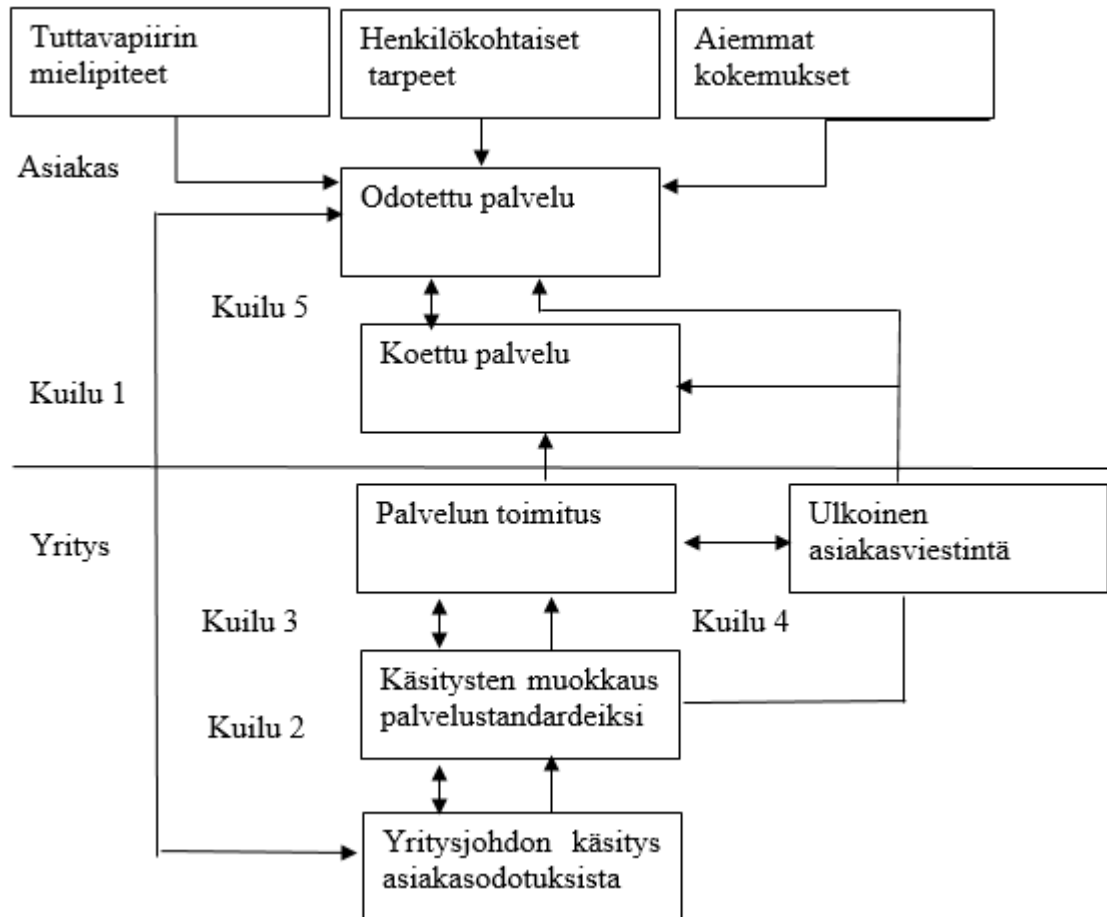 Tuttavapiirin
mielipiteet
Henkilökohtaiset
tarpeet
Aiemmat
kokemukset
Asiakas
Odotettu palvelu
Kuilu 5
Koettu palvelu
Kuilu 1
Palvelun toimitus
Ulkoinen
asiakasviestintä
Yritys
Kuilu 3
Kuilu 4
Käsitysten muokkaus
palvelustandardeiksi
Kuilu 2
Yritysjohdon käsitys
asiakasodotuksista